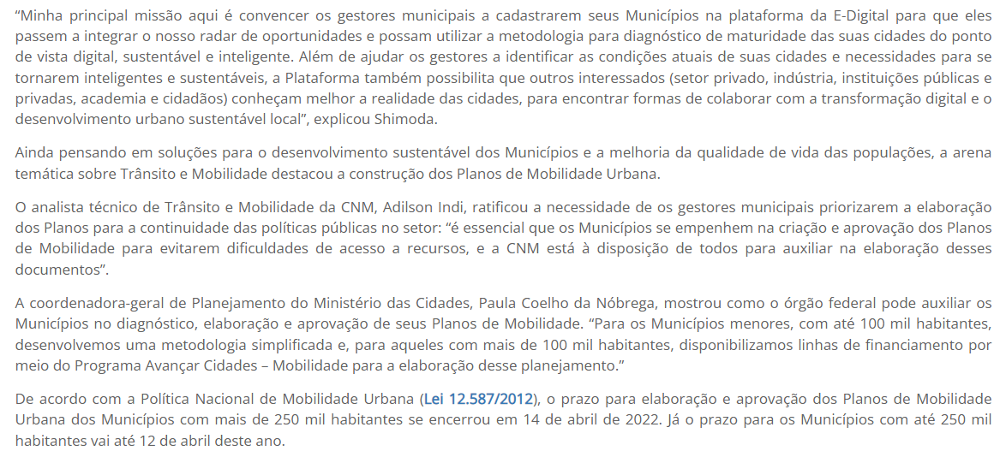 “Minha principal missão aqui é convencer os gestores municipais a cadastrarem seus Municípios na plataforma da E-Digital para que eles
passem a integrar o nosso radar de oportunidades e possam utilizar a metodologia para diagnóstico de maturidade das suas cidades do ponto
de vista digital, sustentável e inteligente. Além de ajudar os gestores a identificar as condições atuais de suas cidades e necessidades para se
tornarem inteligentes e sustentáveis, a Plataforma também possibilita que outros interessados (setor privado, indústria, instituições públicas e
privadas, academia e cidadãos) conheçam melhor a realidade das cidades, para encontrar formas de colaborar com a transformação digital e o
desenvolvimento urbano sustentável local”, explicou Shimoda.
Ainda pensando em soluções para o desenvolvimento sustentável dos Municípios e a melhoria da qualidade de vida das populações, a arena
temática sobre Trânsito e Mobilidade destacou a construção dos Planos de Mobilidade Urbana.
O analista técnico de Trânsito e Mobilidade da CNM, Adilson Indi, ratificou a necessidade de os gestores municipais priorizarem a elaboração
dos Planos para a continuidade das políticas públicas no setor: “é essencial que os Municípios se empenhem na criação e aprovação dos Planos
de Mobilidade para evitarem dificuldades de acesso a recursos, e a CNM está à disposição de todos para auxiliar na elaboração desses
documentos”.
A coordenadora-geral de Planejamento do Ministério das Cidades, Paula Coelho da Nóbrega, mostrou como o órgão federal pode auxiliar os
Municípios no diagnóstico, elaboração e aprovação de seus Planos de Mobilidade. “Para os Municípios menores, com até 100 mil habitantes,
desenvolvemos uma metodologia simplificada e, para aqueles com mais de 100 mil habitantes, disponibilizamos linhas de financiamento por
meio do Programa Avançar Cidades – Mobilidade para a elaboração desse planejamento.”
De acordo com a Política Nacional de Mobilidade Urbana (Lei 12.587/2012), o prazo para elaboração e aprovação dos Planos de Mobilidade
Urbana dos Municípios com mais de 250 mil habitantes se encerrou em 14 de abril de 2022. Já o prazo para os Municípios com até 250 mil
habitantes vai até 12 de abril deste ano.